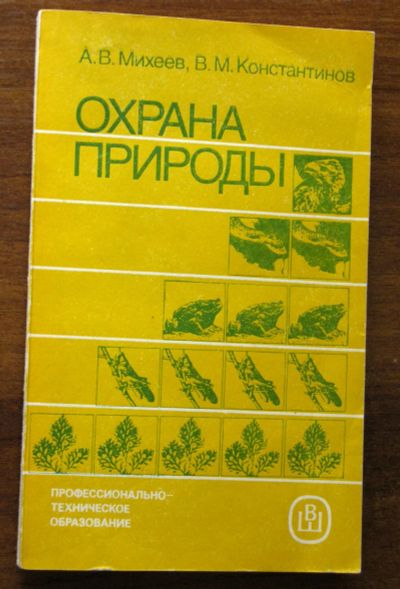 А.В.Михеев, В.М.Константинов
ОХРАНА
ПРИРОДЫ
ПРОФЕССИОНАЛЬНО-
ТЕХНИЧЕСКОЕ
ОБРАЗОВАНИЕ
ВШ